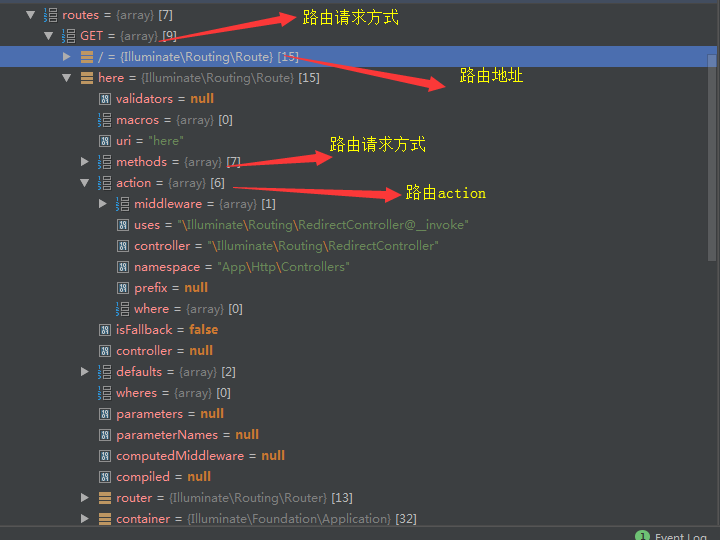 routes = {array} [7]
路由请求方式
GET = {array} [9]
/ = {Illuminate\Routing\Route} [15]
路由地址
here = {Illuminate\Routing\Route} [15]
validators = null
macros = {array} [0]
uri = "here"
路由请求方式
methods = {array} [7]
action = {array} [6]
路由action
middleware = {array} [1]
uses = "\Illuminate\Routing\RedirectController@__invoke"
controller = "\Illuminate\Routing\RedirectController"
namespace = "App\Http\Controllers"
prefix = null
where = {array} [0]
isFallback = false
controller = null
defaults = {array} [2]
wheres = {array} [0]
parameters = null
parameterNames = null
computedMiddleware = null
compiled = null
router = {Illuminate\Routing\Router} [13]
container = {Illuminate\Foundation\Application} [32]
1 Event Log